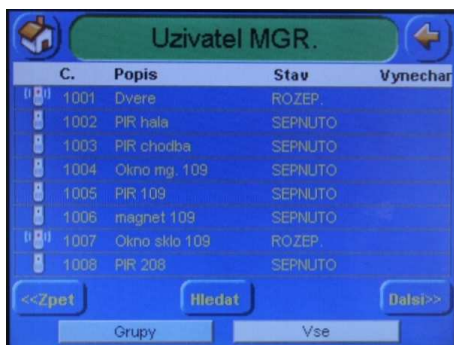 Uzivatel MGR.
C. Popis Stav Vynechar
1001 Dvere ROZEP.
1002 PIR hala SEPNUTO
1003 PIR chodba SEPNUTO
1004 Okno mg. 109 SEPNUTO
1005 PIR 109 SEPNUTO
1006 magnet 109 SEPNUTO
1007 Okno sklo 109 ROZEP.
1008 PIR 208 SEPNUTO
<<Zpet Hledat Dalsi>>
Grupy Vse